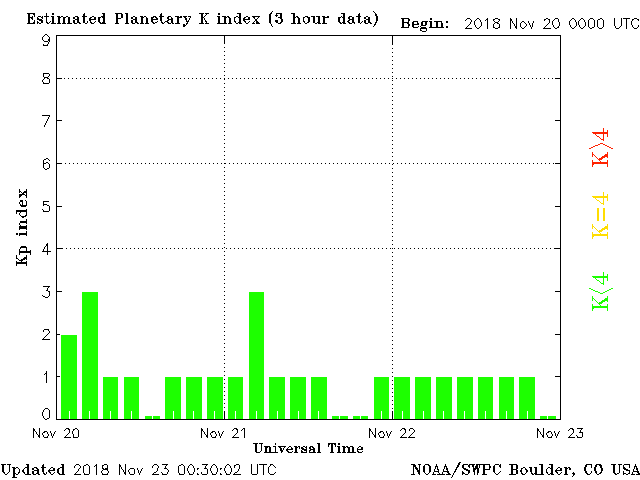 Estimated Planetary K index (3 hour data) Begin: 2018 Nov 20 0000 UTC
9
8
7
6
5
4
3
2
1
0
Kp index
K>4
K=4
K<4
Nov 20 Nov 21 Nov 22 Nov 23
Universal Time
Updated 2018 Nov 23 00:30:02 UTC NOAA/SWPC Boulder, CO USA